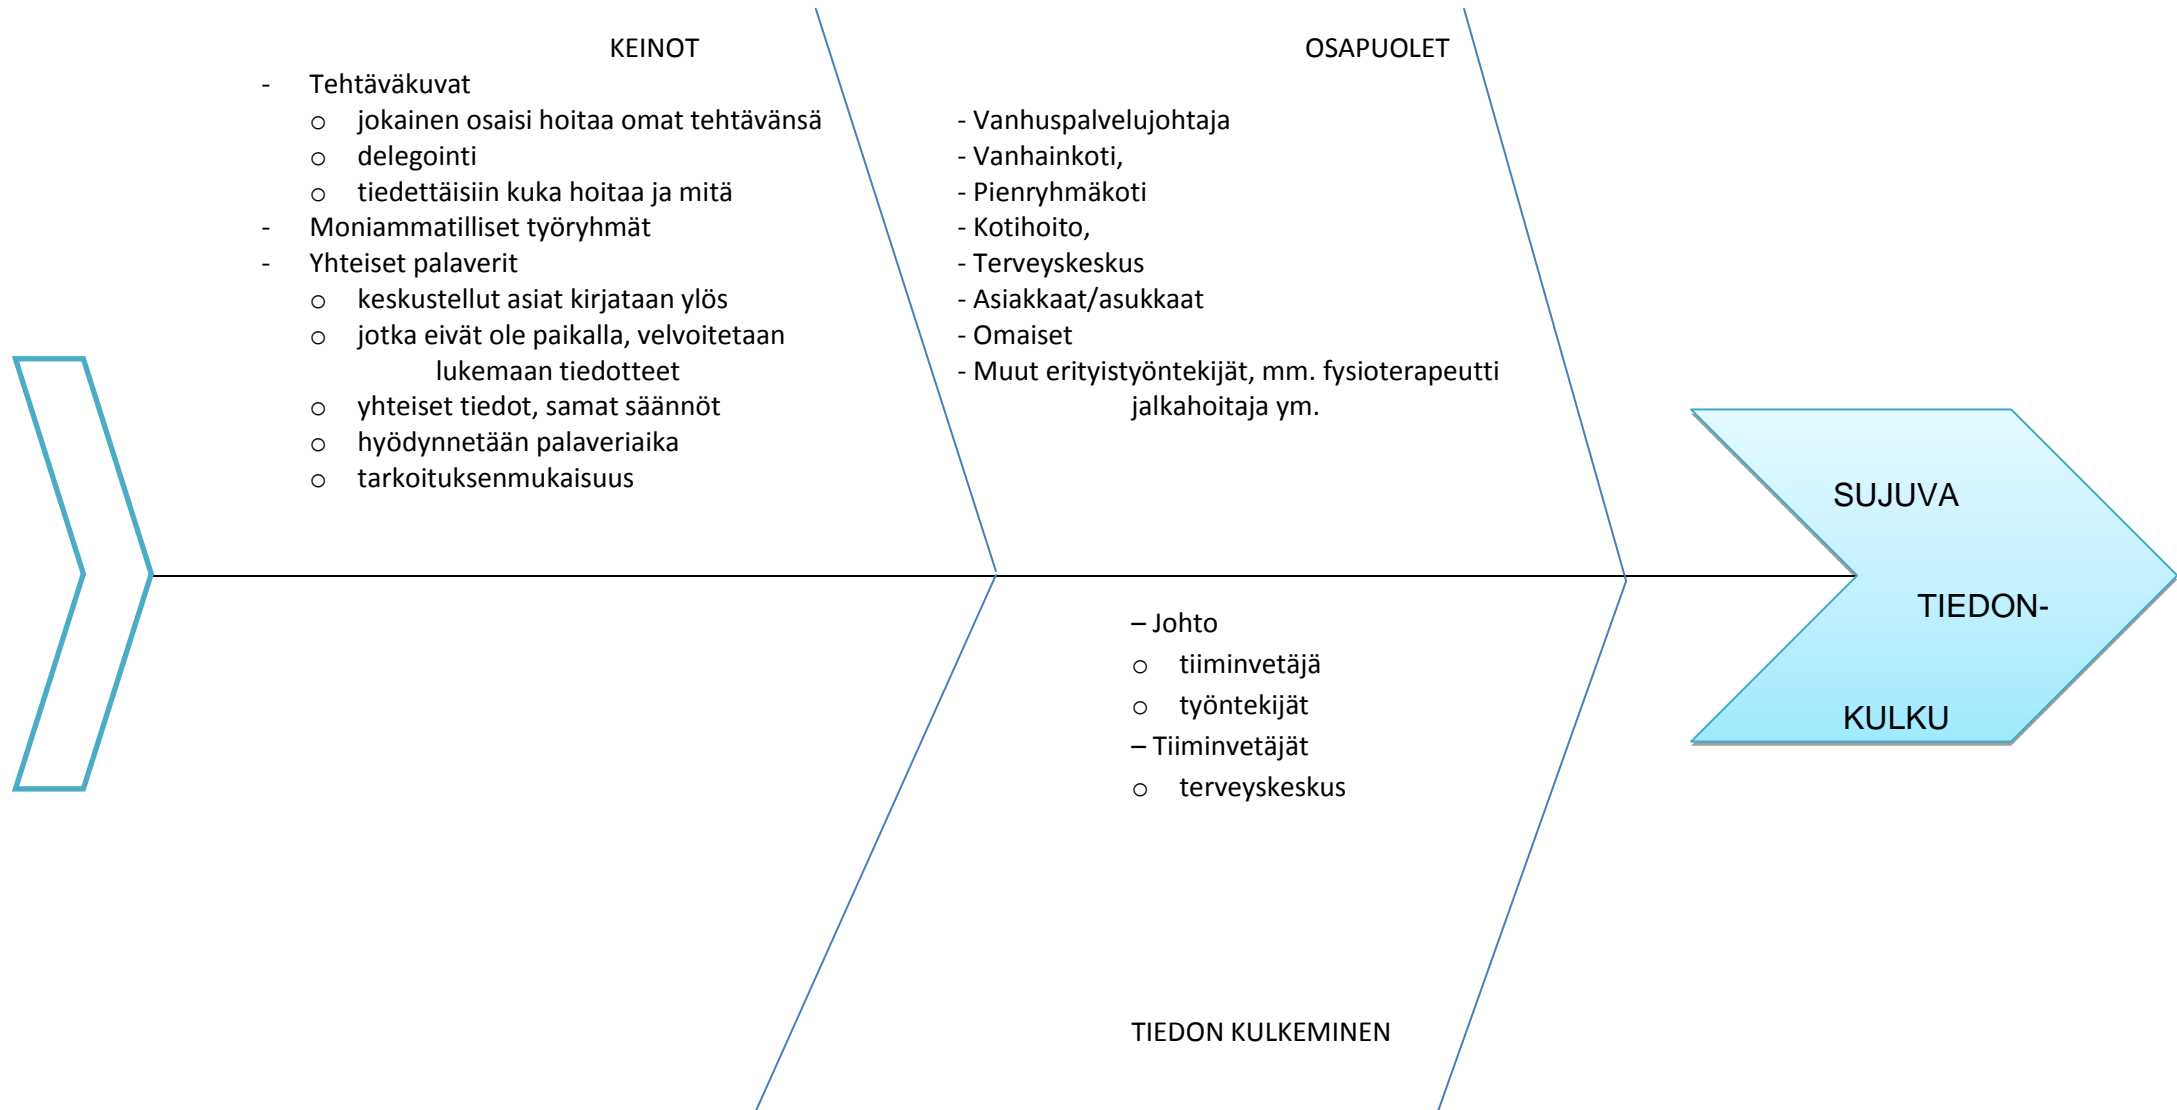 KEINOT
- Tehtäväkuvat
o jokainen osaisi hoitaa omat tehtävänsä
o delegointi
o tiedettäisiin kuka hoitaa ja mitä
- Moniammatilliset työryhmät
- Yhteiset palaverit
o keskustellut asiat kirjataan ylös
o jotka eivät ole paikalla, velvoitetaan
lukemaan tiedotteet
o yhteiset tiedot, samat säännöt
o hyödynnetään palaveriaika
o tarkoituksenmukaisuus
OSAPUOLET
- Vanhuspalvelujohtaja
- Vanhainkoti,
- Pienryhmäkoti
- Kotihoito,
- Terveyskeskus
- Asiakkaat/asukkaat
- Omaiset
- Muut erityistyöntekijät, mm. fysioterapeutti
jalkahoitaja ym.
SUJUVA
TIEDON-
KULKU
– Johto
o tiiminvetäjä
o työntekijät
– Tiiminvetäjät
o terveyskeskus
TIEDON KULKEMINEN